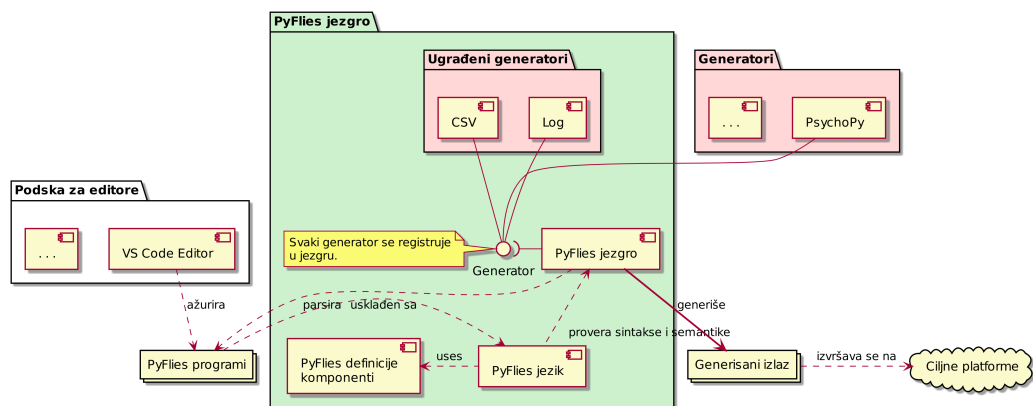 PyFlies jezgro
Ugrađeni generatori
CSV
Log
Generatori
. . .
PsychoPy
Podska za editore
. . .
VS Code Editor
Svaki generator se registruje
u jezgru.
Generator
PyFlies jezgro
ažurira
parsira
usklađen sa
generiše
provera sintakse i semantike
PyFlies programi
PyFlies definicije
komponenti
uses
PyFlies jezik
Generisani izlaz
izvršava se na
Ciljne platforme